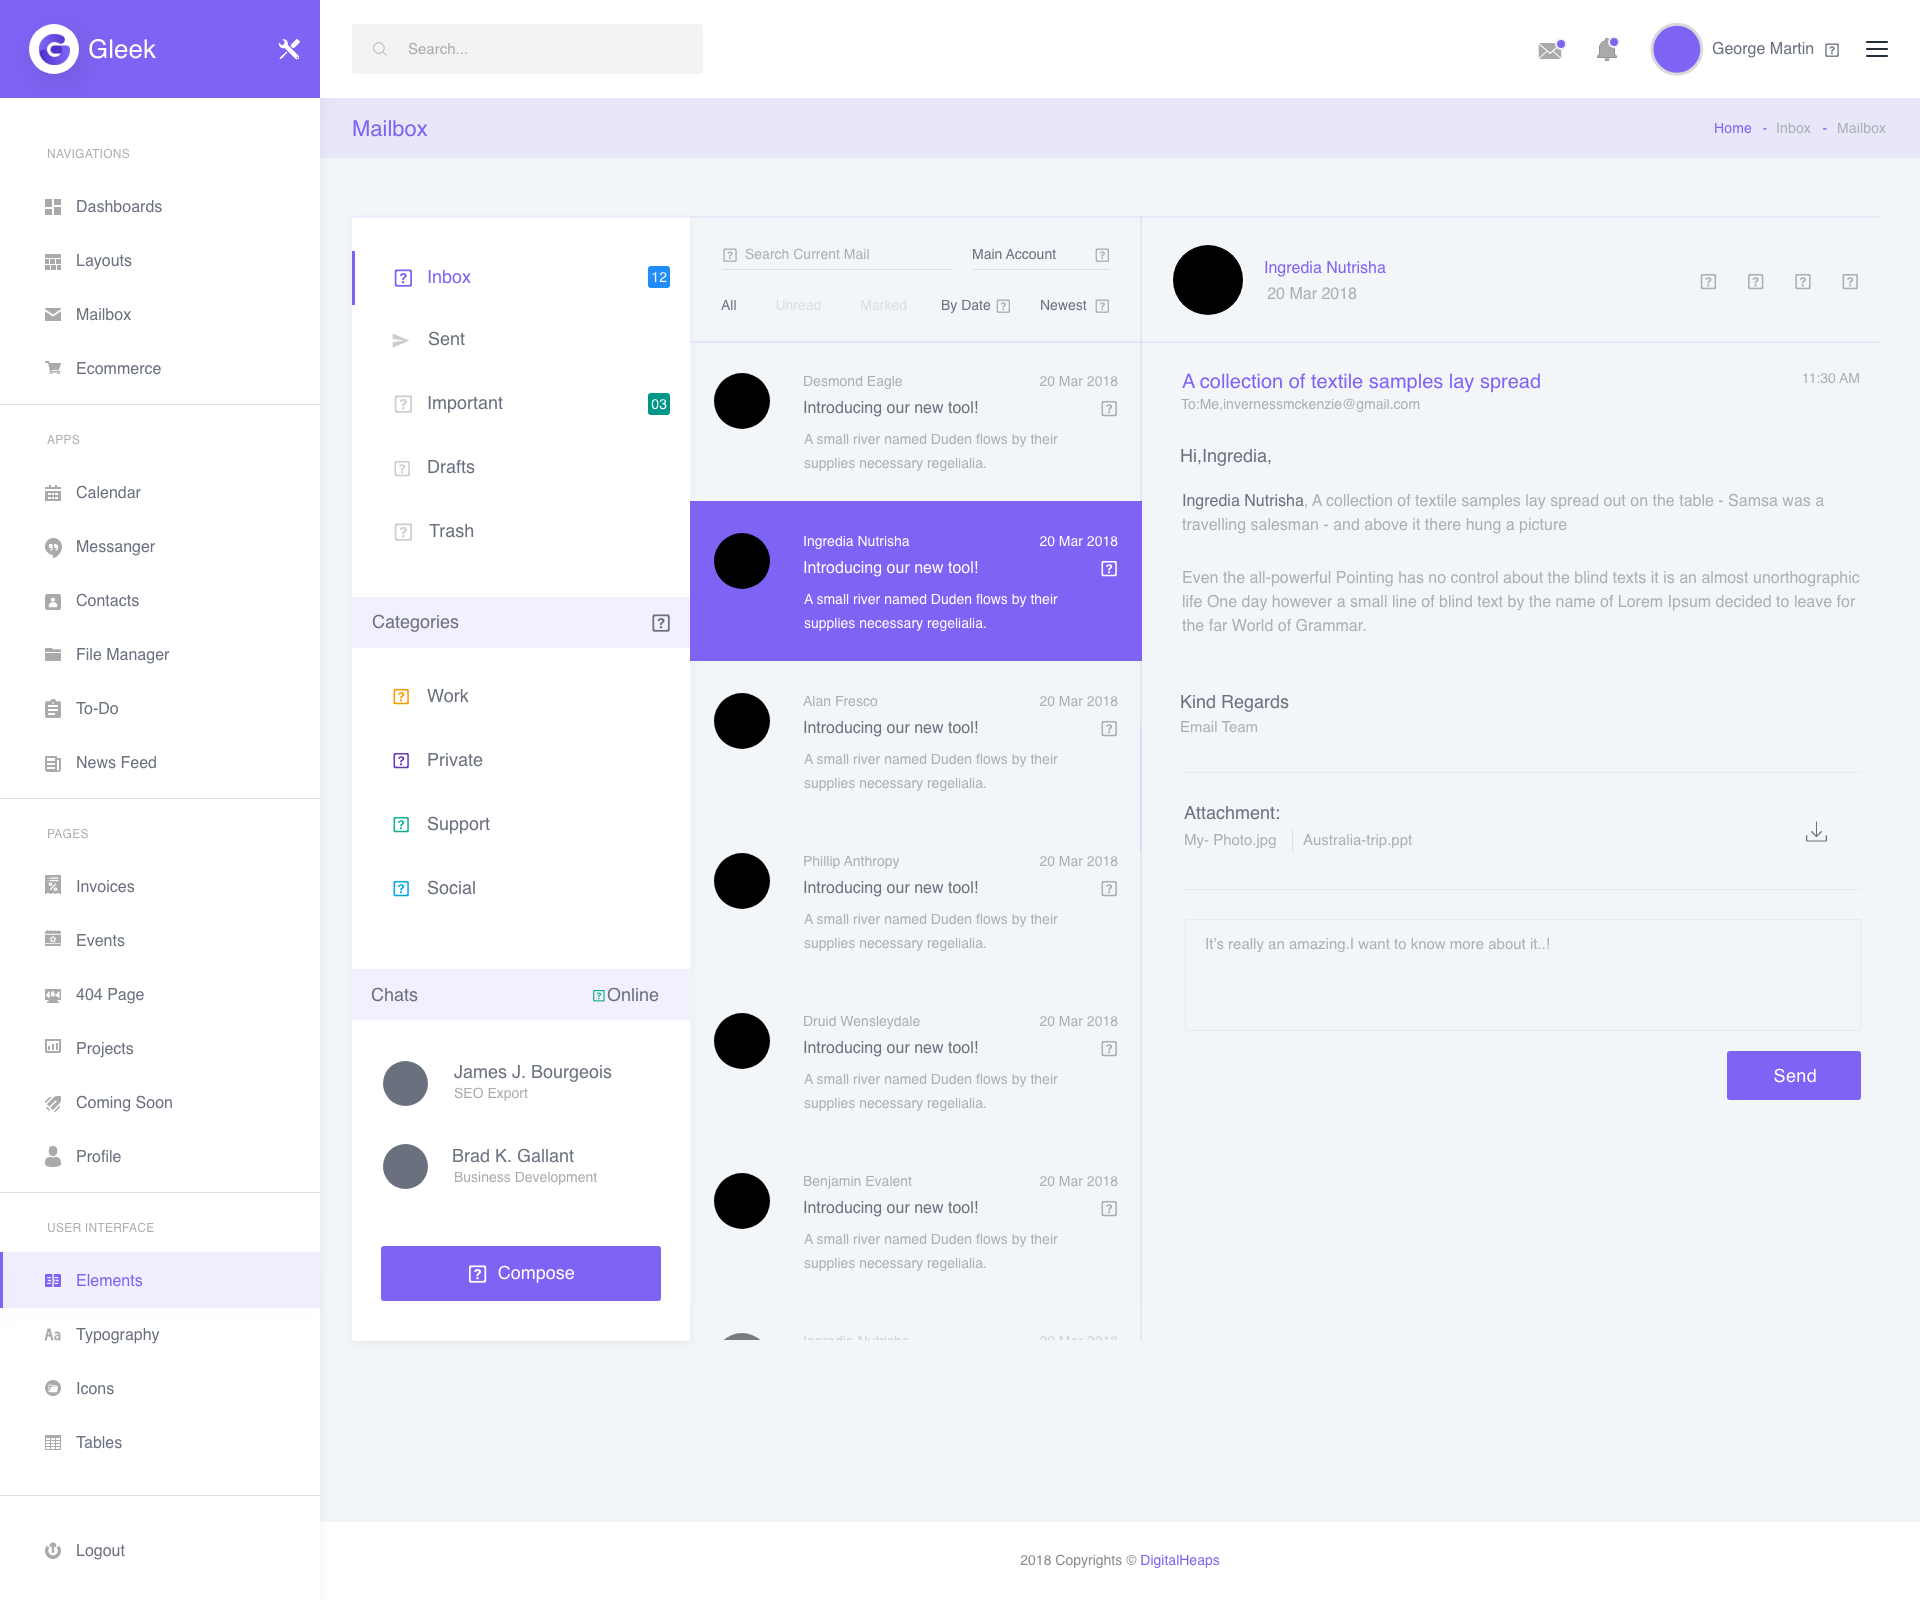 Gleek
Search...
George Martin
Mailbox
Home - Inbox - Mailbox
NAVIGATIONS
Dashboards
Layouts
Mailbox
Ecommerce
APPS
Calendar
Messanger
Contacts
File Manager
To-Do
News Feed
PAGES
Invoices
Events
404 Page
Projects
Coming Soon
Profile
USER INTERFACE
Elements
Aa Typography
Icons
Tables
Logout
Inbox 12
Sent
Important 03
Drafts
Trash
Categories
Work
Private
Support
Social
Chats Online
James J. Bourgeois
SEO Export
Brad K. Gallant
Business Development
Compose
Search Current Mail Main Account
All Unread Marked By Date Newest
Desmond Eagle 20 Mar 2018
Introducing our new tool!
A small river named Duden flows by their
supplies necessary regelialia.
Ingredia Nutrisha 20 Mar 2018
Introducing our new tool!
A small river named Duden flows by their
supplies necessary regelialia.
Alan Fresco 20 Mar 2018
Introducing our new tool!
A small river named Duden flows by their
supplies necessary regelialia.
Phillip Anthropy 20 Mar 2018
Introducing our new tool!
A small river named Duden flows by their
supplies necessary regelialia.
Druid Wensleydale 20 Mar 2018
Introducing our new tool!
A small river named Duden flows by their
supplies necessary regelialia.
Benjamin Evalent 20 Mar 2018
Introducing our new tool!
A small river named Duden flows by their
supplies necessary regelialia.
Ingredia Nutrisha 20 Mar 2018
Ingredia Nutrisha
20 Mar 2018
A collection of textile samples lay spread 11:30 AM
To:Me,invernessmckenzie@gmail.com
Hi,Ingredia,
Ingredia Nutrisha, A collection of textile samples lay spread out on the table - Samsa was a
travelling salesman - and above it there hung a picture
Even the all-powerful Pointing has no control about the blind texts it is an almost unorthographic
life One day however a small line of blind text by the name of Lorem Ipsum decided to leave for
the far World of Grammar.
Kind Regards
Email Team
Attachment:
My- Photo.jpg Australia-trip.ppt
It's really an amazing.I want to know more about it..!
Send
2018 Copyrights © DigitalHeaps